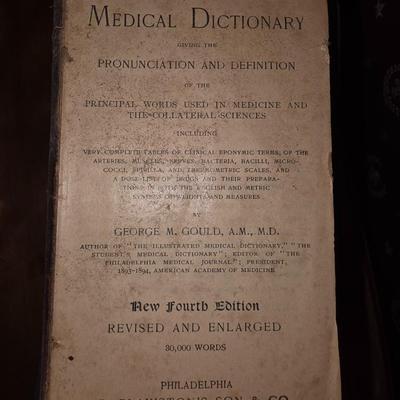 MEDICAL DICTIONARY
GIVING THE
PRONUNCIATION AND DEFINITION
OF THE
PRINCIPAL WORDS USED IN MEDICINE AND
THE COLLATERAL SCIENCES
INCLUDING
VERY COMPLETE TABLES OF CLINICAL EPONYMIC TERMS, OF THE
ARTERIES, MUSCLES, NERVES, BACTERIA, BACILLI, MICRO-
COCCI, SPIRILLA, AND THERMOMETRIC SCALES, AND
A DOSE-LIST OF DRUGS AND THEIR PREPARA-
TIONS IN BOTH THE ENGLISH AND METRIC
SYSTEMS OF WEIGHTS AND MEASURES
BY
GEORGE M. GOULD, A.M., M.D.
AUTHOR OF "THE ILLUSTRATED MEDICAL DICTIONARY," "THE
STUDENT'S MEDICAL DICTIONARY"; EDITOR OF "THE
PHILADELPHIA MEDICAL JOURNAL"; PRESIDENT,
1893-1894, AMERICAN ACADEMY OF MEDICINE
New Fourth Edition
REVISED AND ENLARGED
30,000 WORDS
PHILADELPHIA
BLAKISTON'S SON & CO